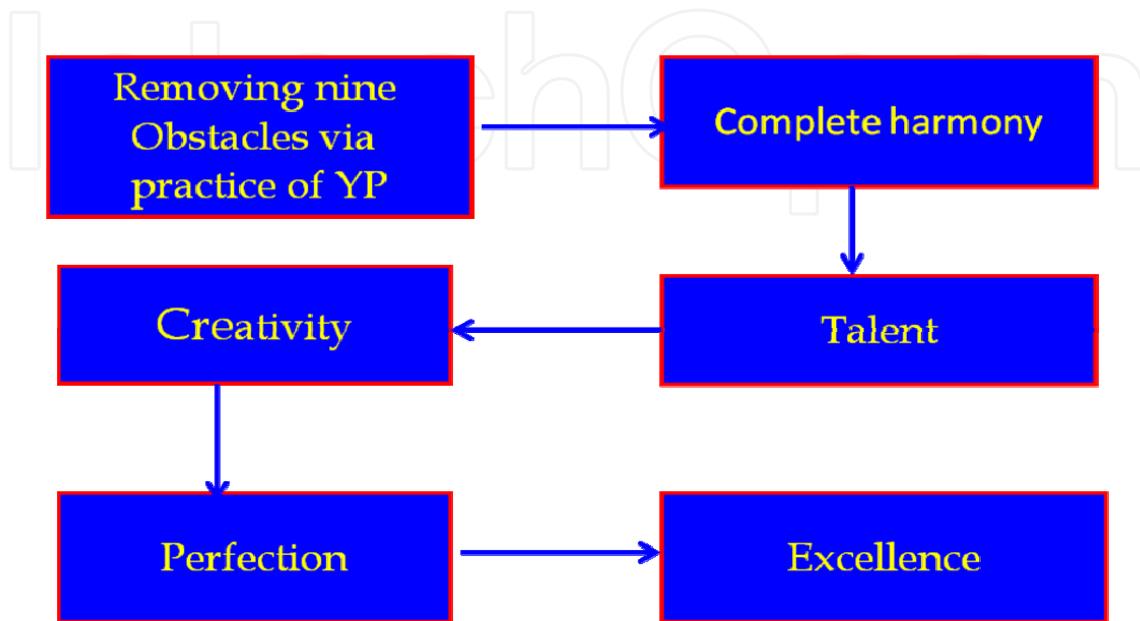 Removing nine
Obstacles via
practice of YP
Complete harmony
Talent
Creativity
Perfection
Excellence